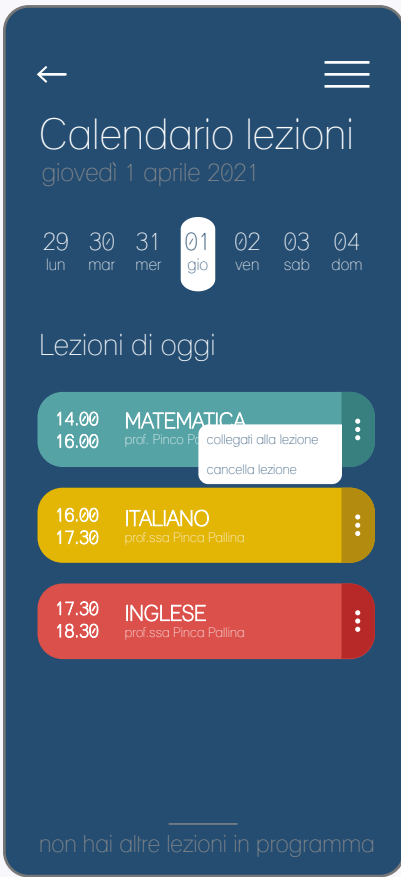 Calendario lezioni
giovedì 1 aprile 2021
29 30 31 01 02 03 04
lun mar mer gio ven sab dom
Lezioni di oggi
14.00 MATEMATICA
16.00 prof. Pinco
collegati alla lezione
cancella lezione
16.00 ITALIANO
17.30 prof.ssa Pinca Pallina
17.30 INGLESE
18.30 prof.ssa Pinca Pallina
non hai altre lezioni in programma